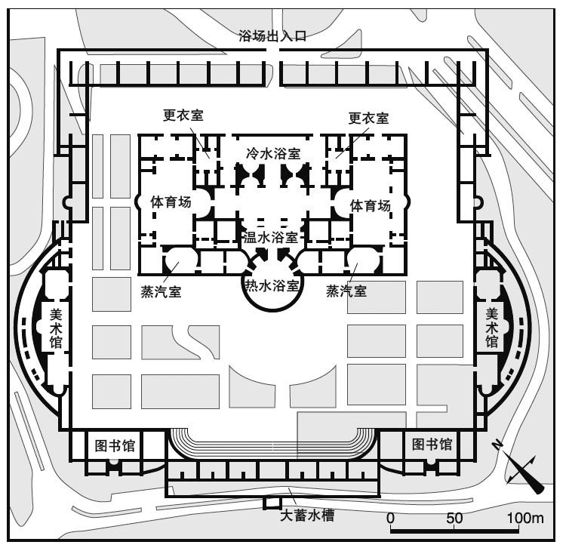 浴场出入口
更衣室
更衣室
冷水浴室
体育场
体育场
温水浴室
蒸汽室
热水浴室
蒸汽室
美术馆
美术馆
图书馆
图书馆
N
大蓄水槽
0 50 100m